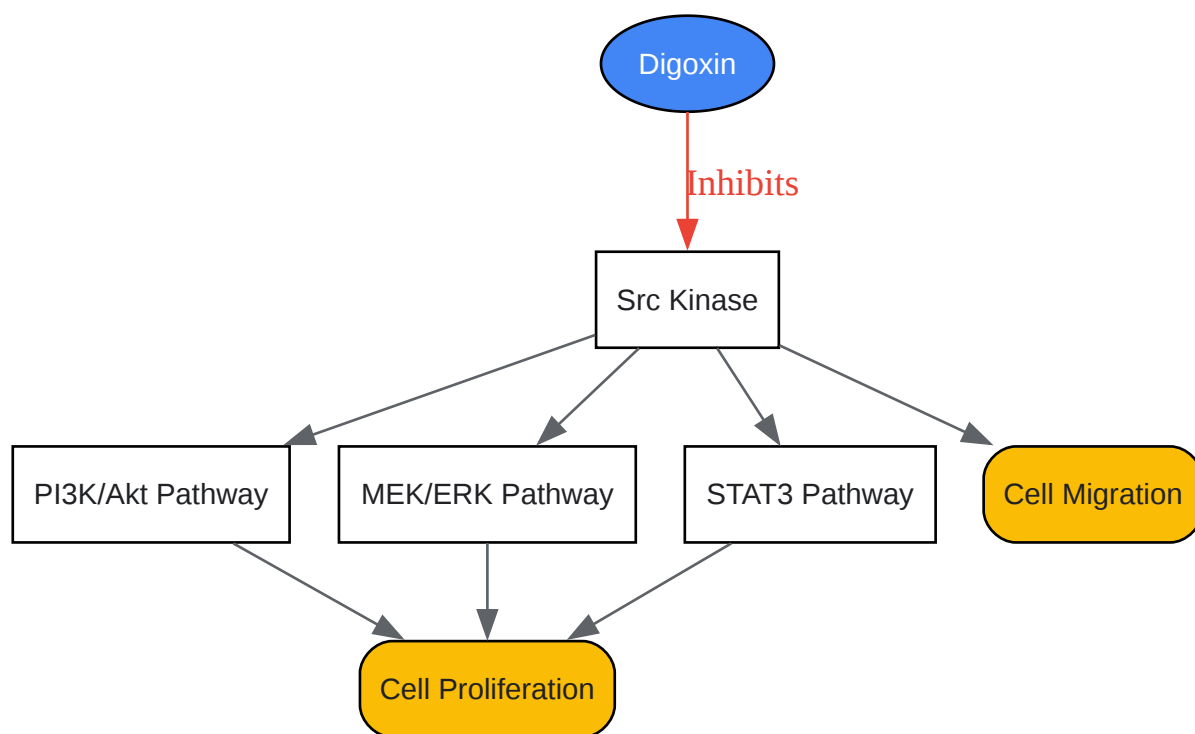 Digoxin
Inhibits
Src Kinase
PI3K/Akt Pathway
MEK/ERK Pathway
STAT3 Pathway
Cell Migration
Cell Proliferation